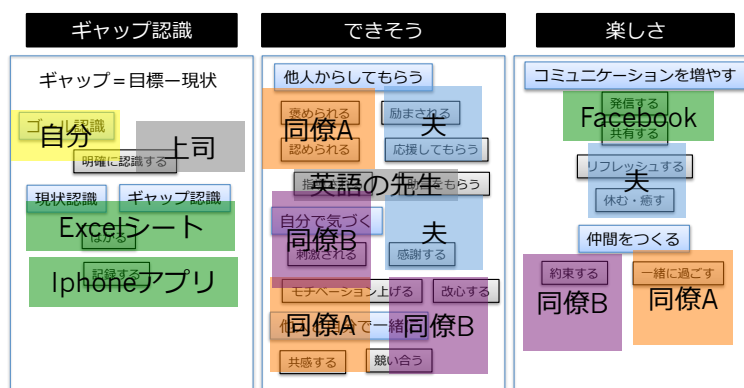 ギャップ認識
ギャップ＝目標ー現状
ゴール認識
自分
上司
明確に認識する
現状認識
ギャップ認識
Excelシート
はかる
Iphoneアプリ
記録する
できそう
他人からしてもらう
褒められる
励まされる
同僚A
夫
認められる
応援してもらう
英語の先生
自分で気づく
同僚B
夫
刺激される
感謝する
モチベーション上げる
改心する
同僚A
同僚B
共感する
競い合う
楽しさ
コミュニケーションを増やす
発信する
Facebook
共有する
リフレッシュする
夫
休む・癒す
仲間をつくる
約束する
一緒に過ごす
同僚B
同僚A